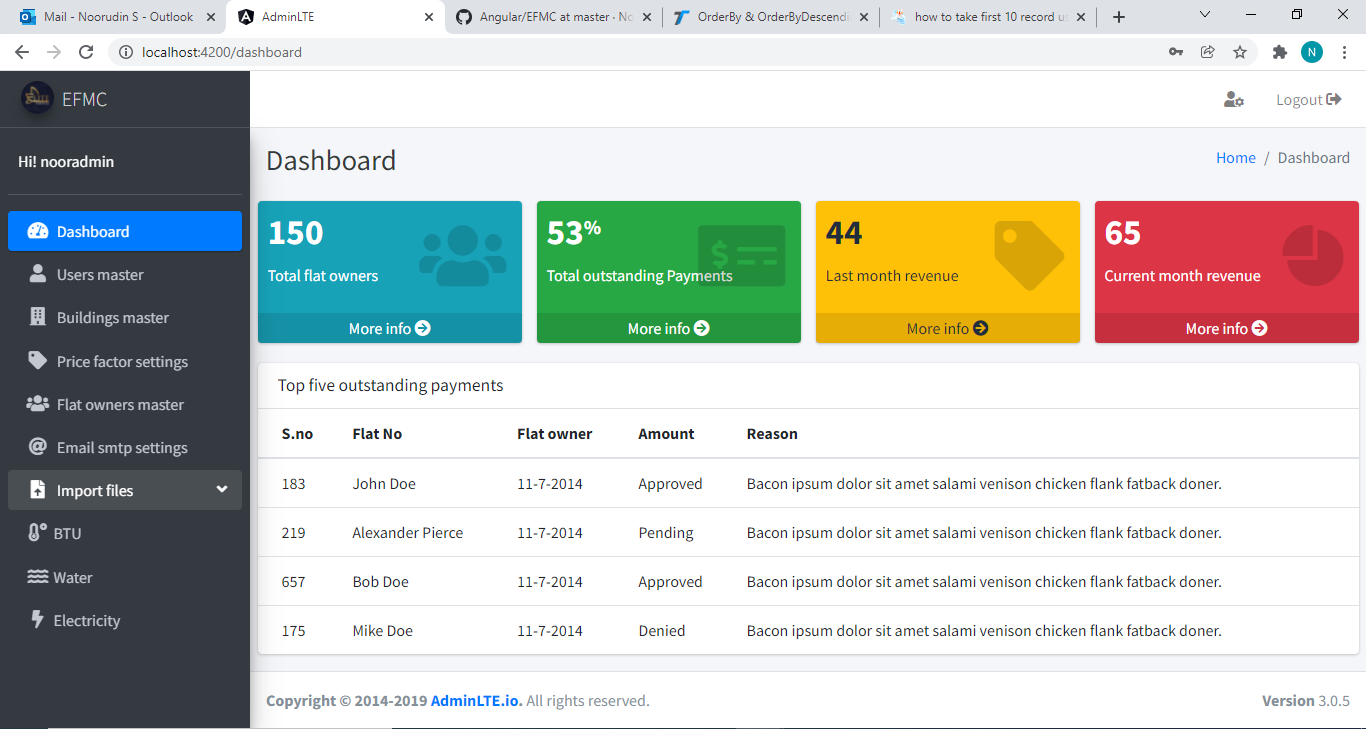 Mail - Noorudin S - Outlook
AdminLTE
Angular/EFMC at master · No
OrderBy & OrderByDescendi
how to take first 10 record us
localhost:4200/dashboard
N
EFMC
Logout
Hi! nooradmin
Dashboard
Home / Dashboard
Dashboard
Users master
Buildings master
Price factor settings
Flat owners master
Email smtp settings
Import files
BTU
Water
Electricity
150
Total flat owners
More info
53%
Total outstanding Payments
More info
44
Last month revenue
More info
65
Current month revenue
More info
Top five outstanding payments
S.no Flat No Flat owner Amount Reason
183 John Doe 11-7-2014 Approved Bacon ipsum dolor sit amet salami venison chicken flank fatback doner.
219 Alexander Pierce 11-7-2014 Pending Bacon ipsum dolor sit amet salami venison chicken flank fatback doner.
657 Bob Doe 11-7-2014 Approved Bacon ipsum dolor sit amet salami venison chicken flank fatback doner.
175 Mike Doe 11-7-2014 Denied Bacon ipsum dolor sit amet salami venison chicken flank fatback doner.
Copyright © 2014-2019 AdminLTE.io. All rights reserved.
Version 3.0.5